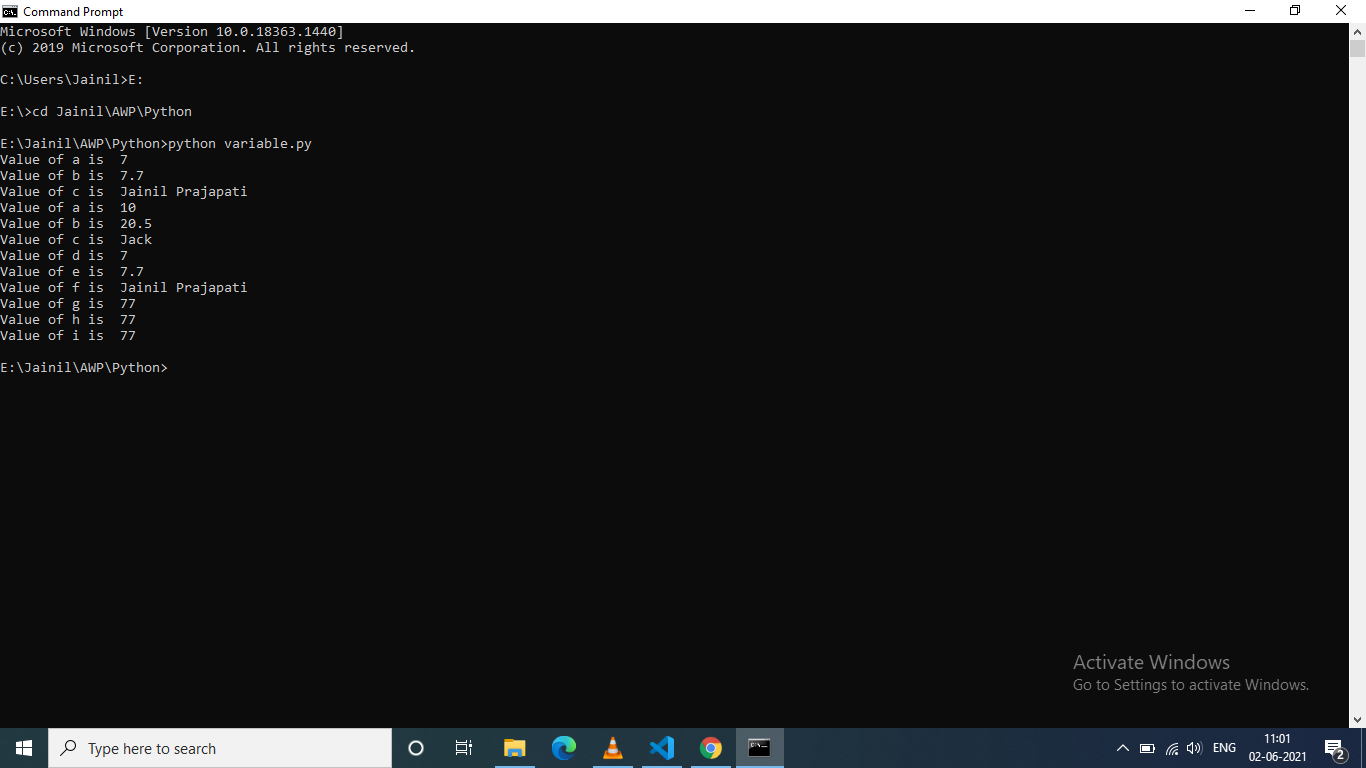 Command Prompt
Microsoft Windows [Version 10.0.18363.1440]
(c) 2019 Microsoft Corporation. All rights reserved.
C:\Users\Jainil>E:
E:\>cd Jainil\AWP\Python
E:\Jainil\AWP\Python>python variable.py
Value of a is  7
Value of b is  7.7
Value of c is  Jainil Prajapati
Value of a is  10
Value of b is  20.5
Value of c is  Jack
Value of d is  7
Value of e is  7.7
Value of f is  Jainil Prajapati
Value of g is  77
Value of h is  77
Value of i is  77
E:\Jainil\AWP\Python>
Activate Windows
Go to Settings to activate Windows.
Type here to search
ENG
11:01
02-06-2021
2